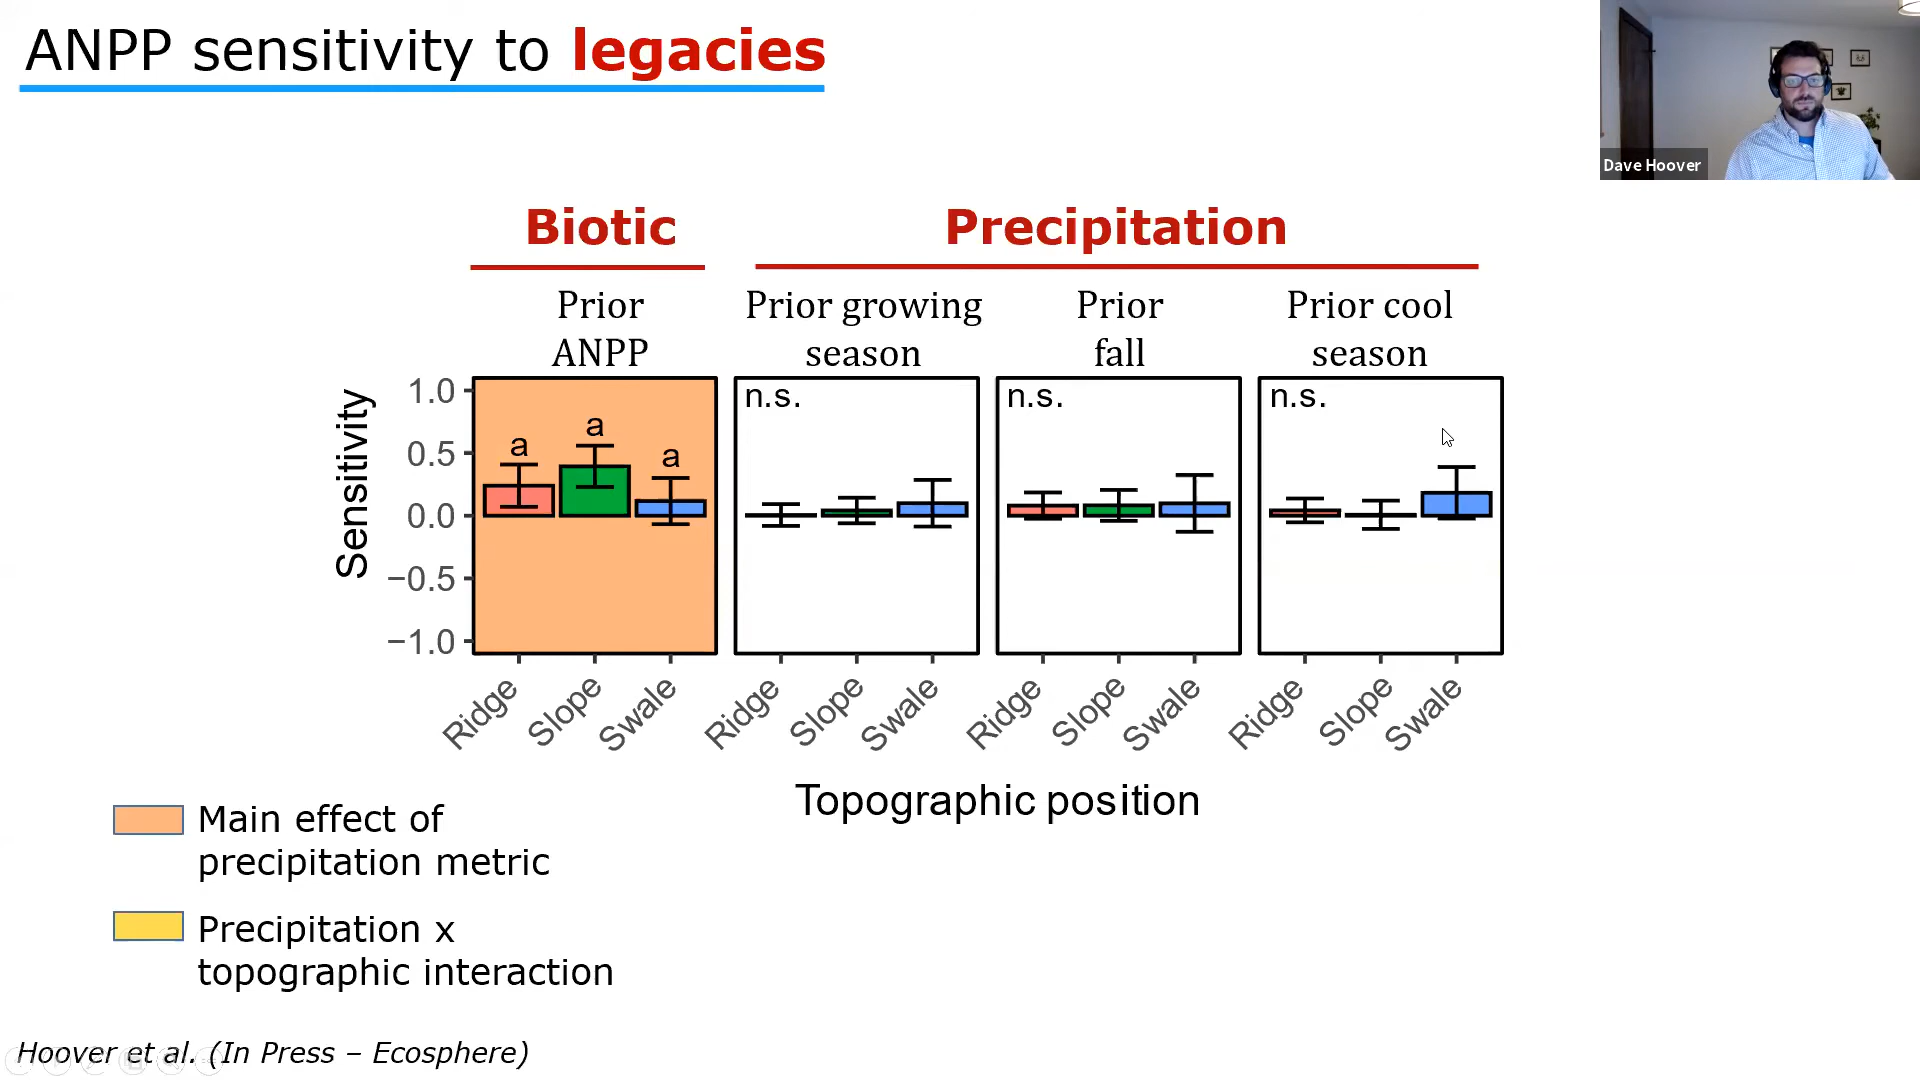 ANPP sensitivity to legacies
Dave Hoover
Biotic
Precipitation
Prior
ANPP
Prior growing
season
Prior
fall
Prior cool
season
Sensitivity
1.0
0.5
0.0
−0.5
−1.0
a
a
a
n.s.
n.s.
n.s.
Ridge
Slope
Swale
Ridge
Slope
Swale
Ridge
Slope
Swale
Ridge
Slope
Swale
Topographic position
Main effect of
precipitation metric
Precipitation x
topographic interaction
Hoover et al. (In Press – Ecosphere)